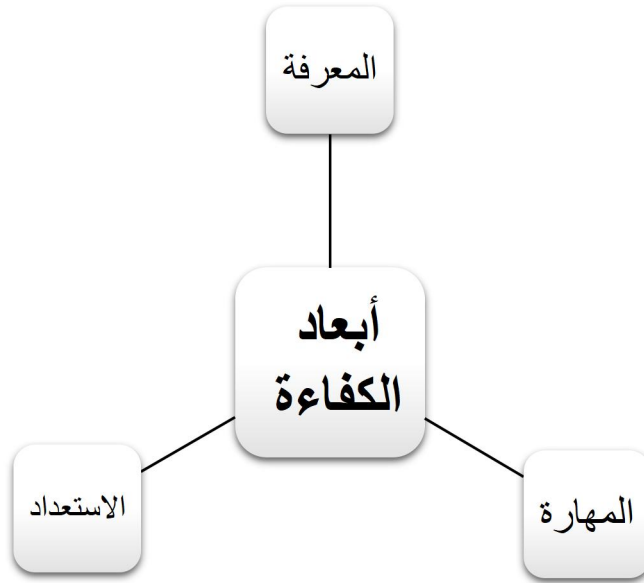 المعرفة
أبعاد
الكفاءة
المهارة
الاستعداد